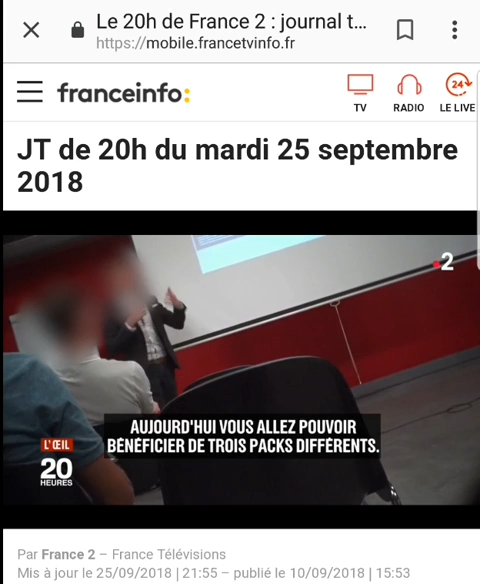 Le 20h de France 2 : journal t...
https://mobile.francetvinfo.fr
franceinfo:
TV
RADIO
24
LE LIVE
JT de 20h du mardi 25 septembre
2018
2
AUJOURD'HUI VOUS ALLEZ POUVOIR
BÉNÉFICIER DE TROIS PACKS DIFFÉRENTS.
L'ŒIL
20
HEURES
Par France 2 – France Télévisions
Mis à jour le 25/09/2018 | 21:55 – publié le 10/09/2018 | 15:53